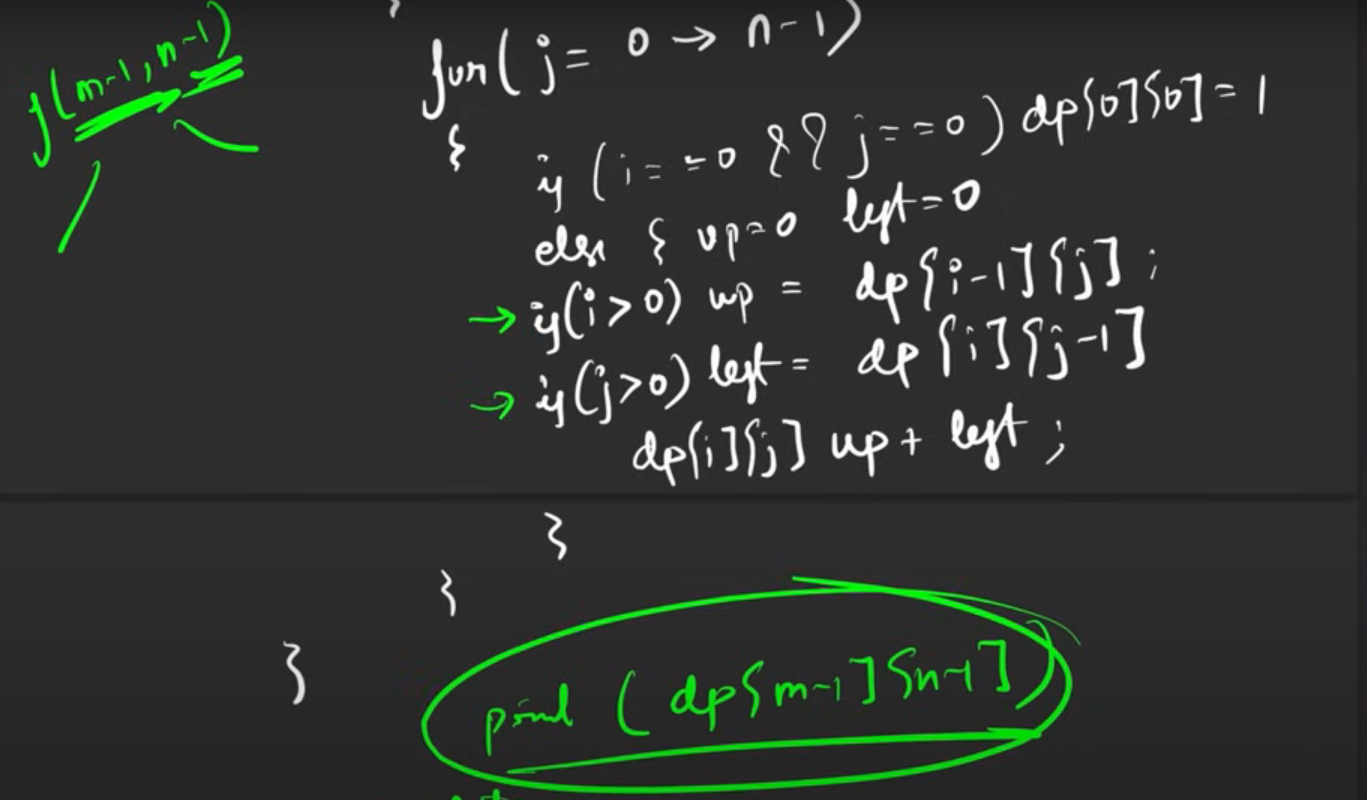 }
f(m-1, n-1)
for(j = 0 → n-1)
{
if (i == 0 && j == 0) dp[0][0] = 1
else { up = 0 left = 0
→ if(i > 0) up = dp[i-1][j];
→ if(j > 0) left = dp[i][j-1]
dp[i][j] up + left;
}
}
}
print (dp[m-1][n-1])